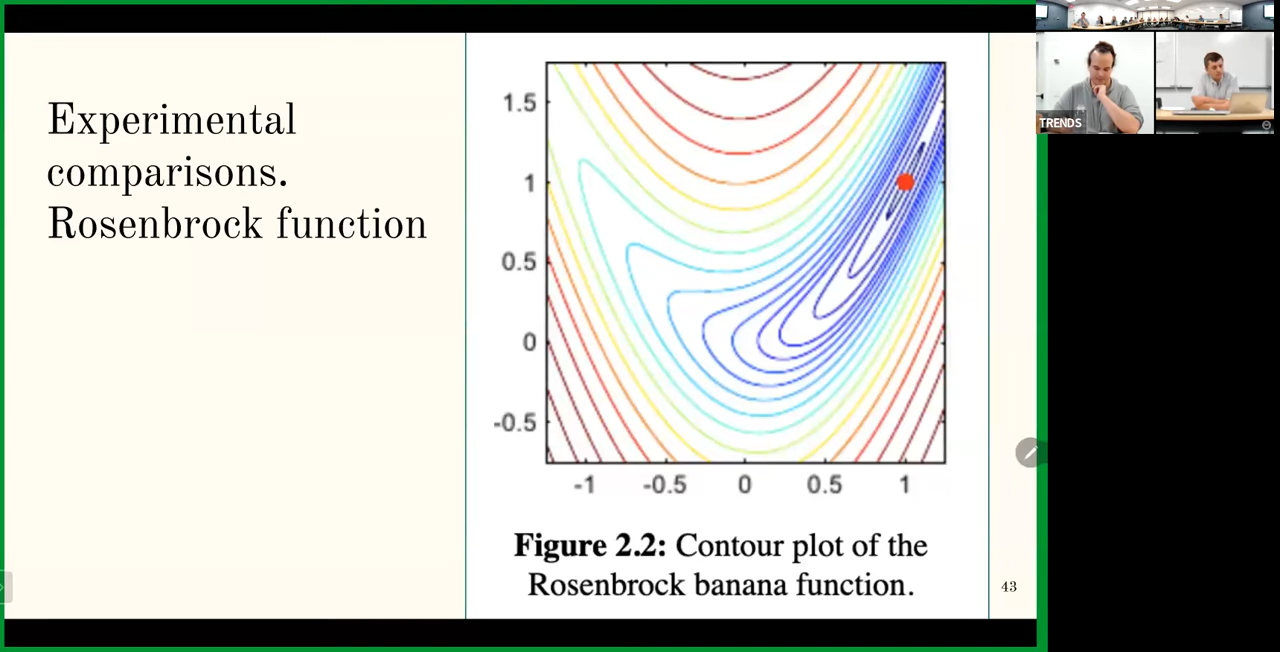 Experimental
comparisons.
Rosenbrock function
1.5
1
0.5
0
-0.5
-1 -0.5 0 0.5 1
Figure 2.2: Contour plot of the
Rosenbrock banana function.
43
TRENDS